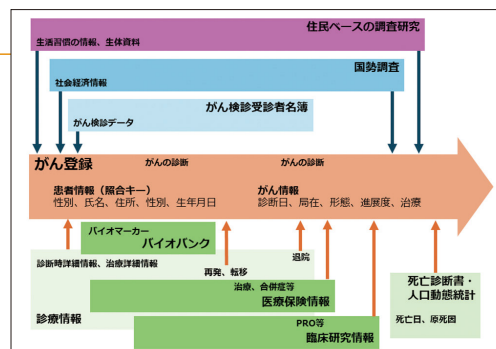 住民ベースの調査研究
生活習慣の情報、生体資料
国勢調査
社会経済情報
がん検診受診者名簿
がん検診データ
がん登録
がんの診断
がんの診断
患者情報（照合キー）
性別、氏名、住所、性別、生年月日
がん情報
診断日、局在、形態、進展度、治療
バイオマーカー
バイオバンク
診断時詳細情報、治療詳細情報
再発、転移
退院
治療、合併症等
医療保険情報
診療情報
PRO等
臨床研究情報
死亡診断書・
人口動態統計
死亡日、原死因